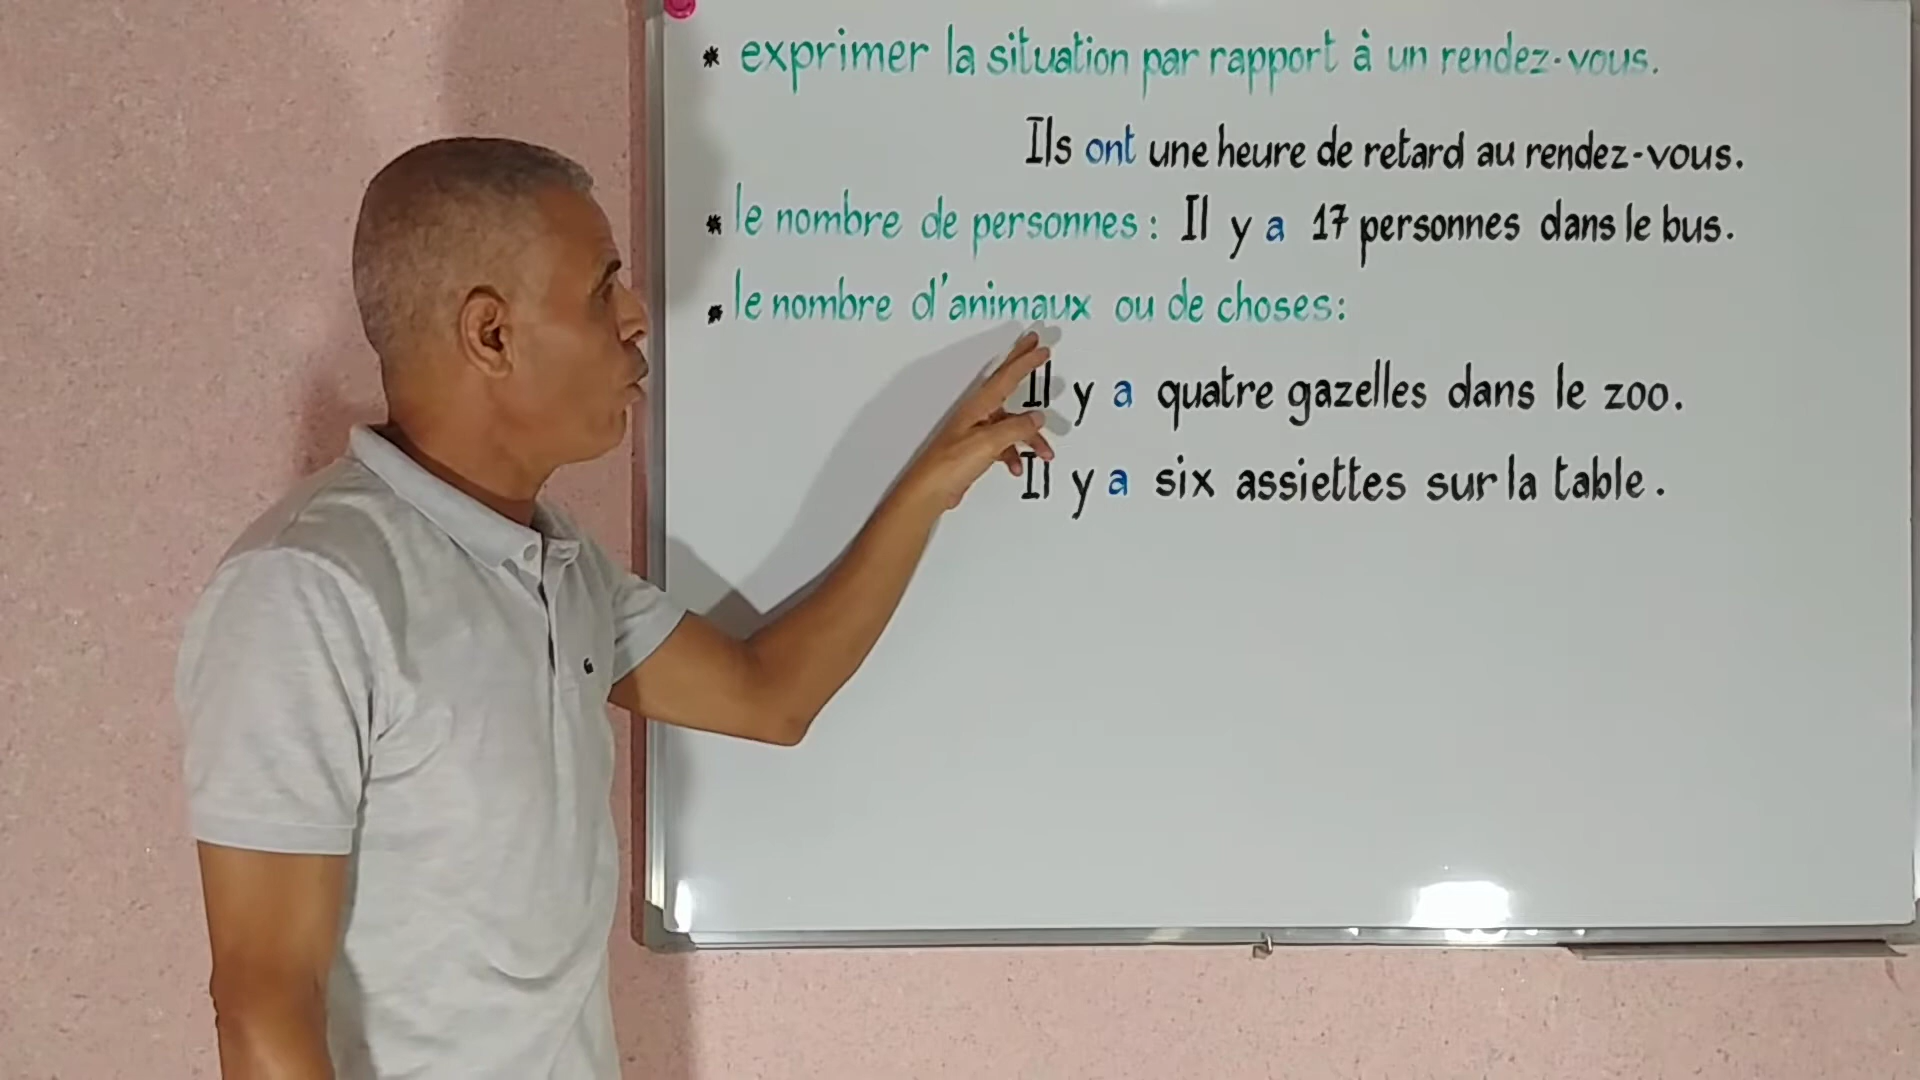 * exprimer la situation par rapport à un rendez-vous.
Ils ont une heure de retard au rendez-vous.
* le nombre de personnes : Il y a 17 personnes dans le bus.
* le nombre d'animaux ou de choses :
Il y a quatre gazelles dans le zoo.
Il y a six assiettes sur la table.